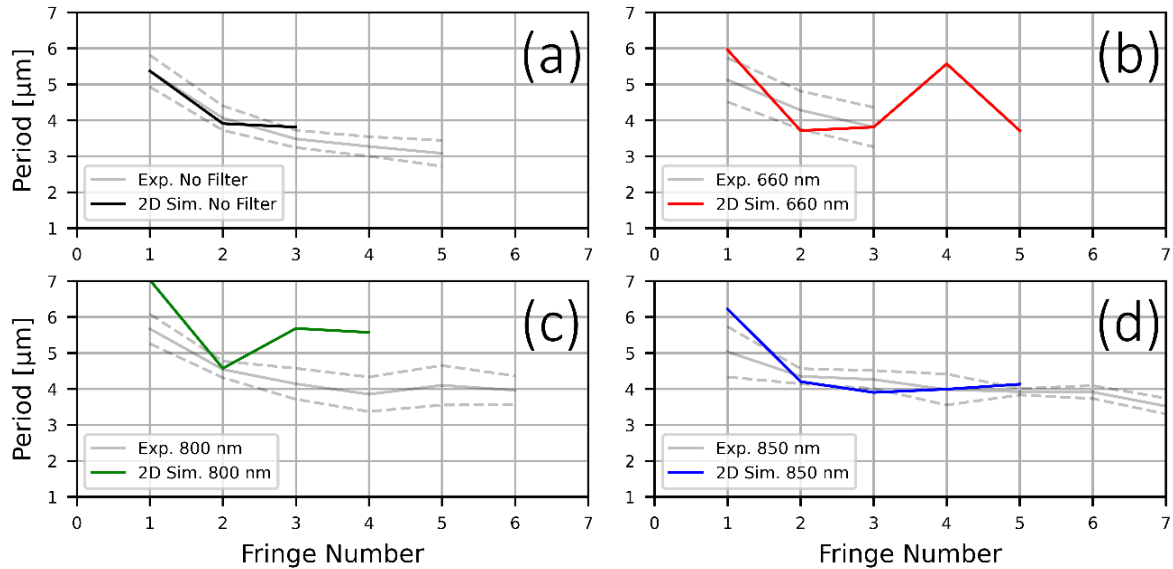 7
6
5
4
3
2
1
Period [μm]
(a)
Exp. No Filter
2D Sim. No Filter
0 1 2 3 4 5 6 7
7
6
5
4
3
2
1
(b)
Exp. 660 nm
2D Sim. 660 nm
0 1 2 3 4 5 6 7
7
6
5
4
3
2
1
Period [μm]
(c)
Exp. 800 nm
2D Sim. 800 nm
0 1 2 3 4 5 6 7
Fringe Number
7
6
5
4
3
2
1
(d)
Exp. 850 nm
2D Sim. 850 nm
0 1 2 3 4 5 6 7
Fringe Number